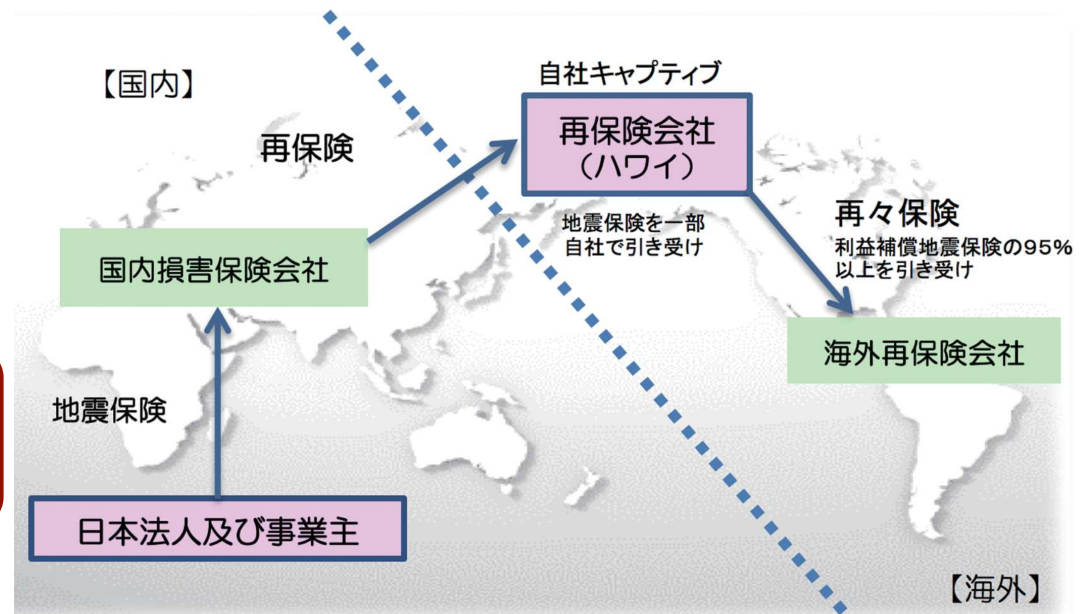 【国内】
自社キャプティブ
再保険会社
（ハワイ）
再保険
地震保険を一部
自社で引き受け
再々保険
利益補償地震保険の95%
以上を引き受け
国内損害保険会社
海外再保険会社
地震保険
日本法人及び事業主
【海外】